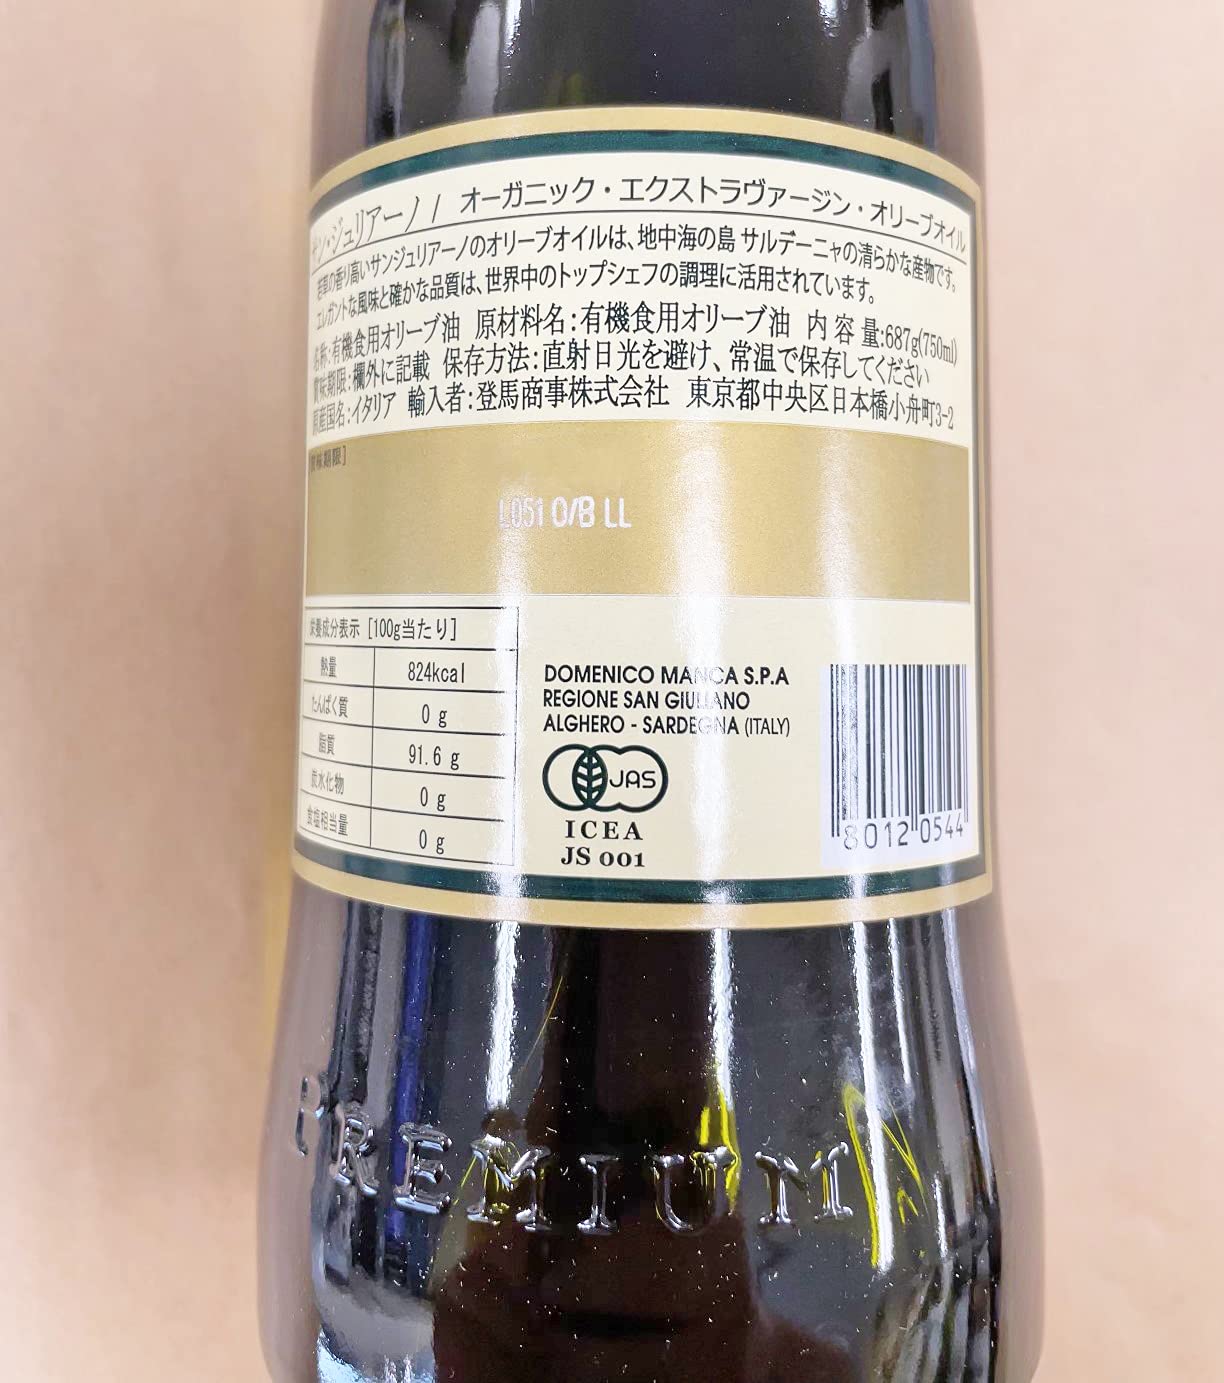 サン・ジュリアーノ / オーガニック・エクストラヴァージン・オリーブオイル
若草の香り高いサンジュリアーノのオリーブオイルは、地中海の島 サルデーニャの清らかな産物です。
エレガントな風味と確かな品質は、世界中のトップシェフの調理に活用されています。
名称:有機食用オリーブ油 原材料名:有機食用オリーブ油 内容量:687g(750ml)
賞味期限:欄外に記載 保存方法:直射日光を避け、常温で保存してください
原産国名:イタリア 輸入者:登馬商事株式会社 東京都中央区日本橋小舟町3-2
[賞味期限]
L051 O/B LL
栄養成分表示 [100g当たり]
熱量 824kcal
たんぱく質 0 g
脂質 91.6 g
炭水化物 0 g
食塩相当量 0 g
DOMENICO MANCA S.P.A
REGIONE SAN GIULIANO
ALGHERO - SARDEGNA (ITALY)
JAS
ICEA
JS 001
8012 0544
PREMIUM